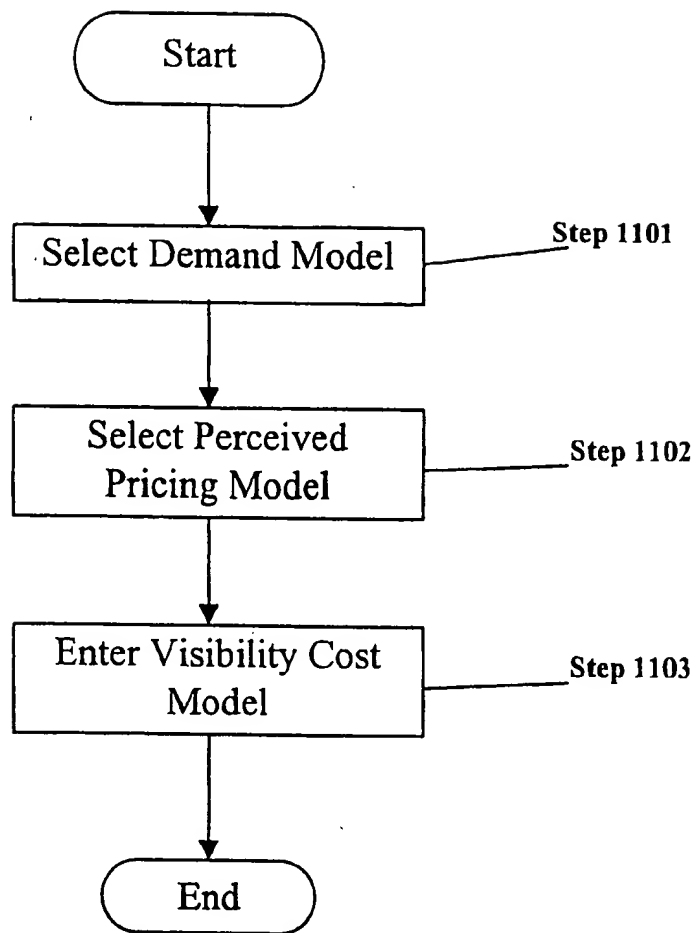 Start
Select Demand Model
Step 1101
Select Perceived
Pricing Model
Step 1102
Enter Visibility Cost
Model
Step 1103
End